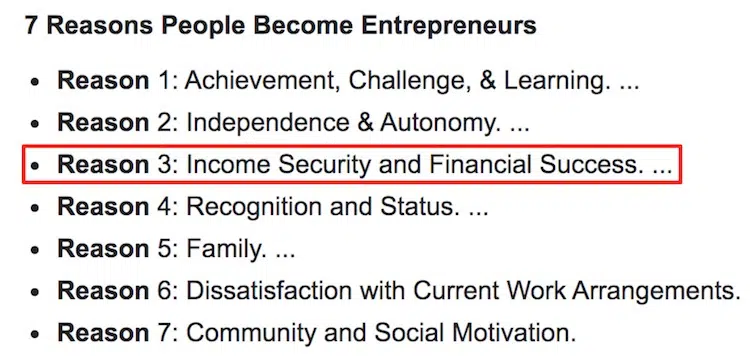 7 Reasons People Become Entrepreneurs
• Reason 1: Achievement, Challenge, & Learning. ...
• Reason 2: Independence & Autonomy. ...
• Reason 3: Income Security and Financial Success. ...
• Reason 4: Recognition and Status. ...
• Reason 5: Family. ...
• Reason 6: Dissatisfaction with Current Work Arrangements.
• Reason 7: Community and Social Motivation.